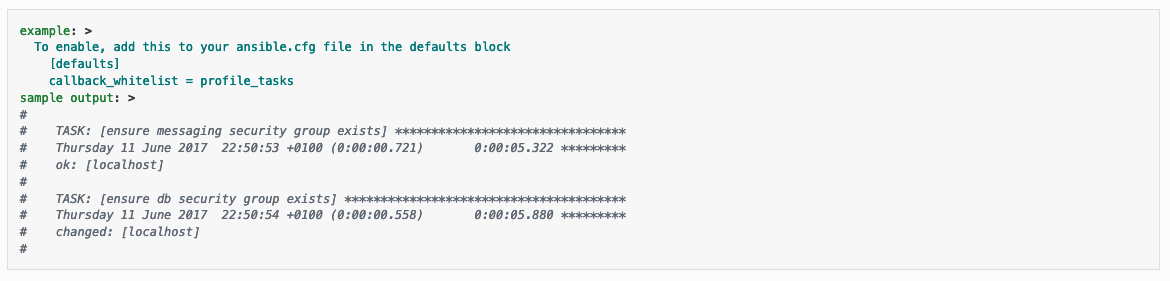 example: >
  To enable, add this to your ansible.cfg file in the defaults block
    [defaults]
    callback_whitelist = profile_tasks
sample output: >
#
#    TASK: [ensure messaging security group exists] ********************************
#    Thursday 11 June 2017  22:50:53 +0100 (0:00:00.721)       0:00:05.322 *********
#    ok: [localhost]
#
#    TASK: [ensure db security group exists] ***************************************
#    Thursday 11 June 2017  22:50:54 +0100 (0:00:00.558)       0:00:05.880 *********
#    changed: [localhost]
#